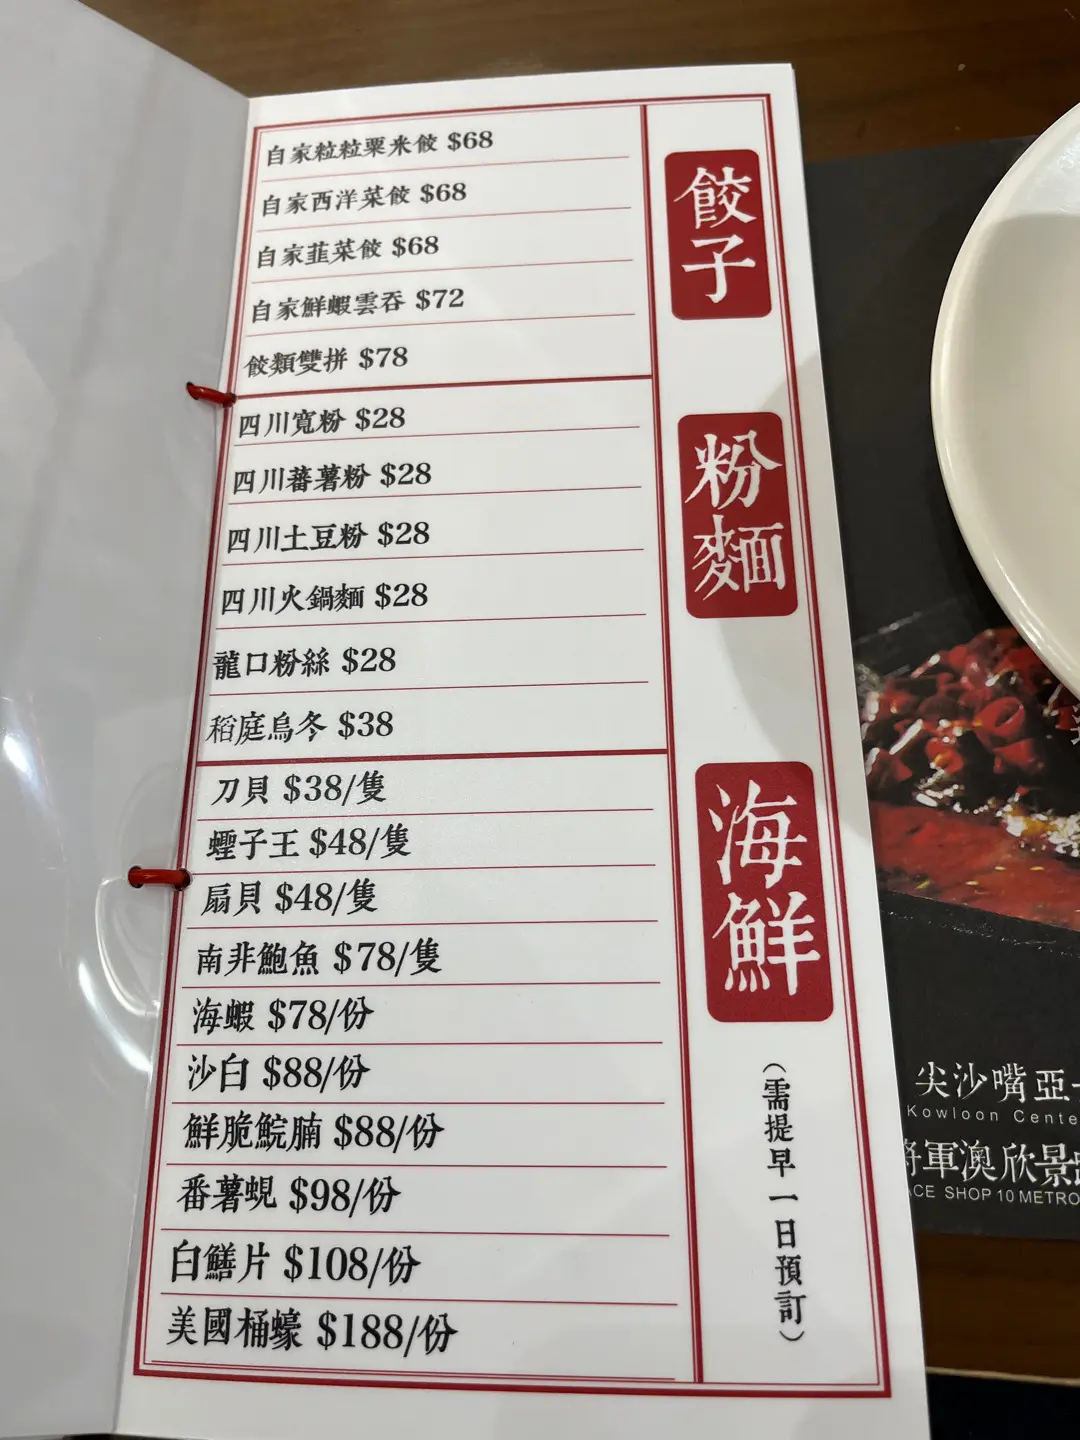 餃子
自家粒粒粟米餃 $68
自家西洋菜餃 $68
自家韮菜餃 $68
自家鮮蝦雲吞 $72
餃類雙拼 $78
粉麵
四川寬粉 $28
四川蕃薯粉 $28
四川土豆粉 $28
四川火鍋麵 $28
龍口粉絲 $28
稻庭烏冬 $38
海鮮
(需提早一日預訂)
刀貝 $38/隻
蟶子王 $48/隻
扇貝 $48/隻
南非鮑魚 $78/隻
海蝦 $78/份
沙白 $88/份
鮮脆鯇腩 $88/份
番薯蜆 $98/份
白鱔片 $108/份
美國桶蠔 $188/份
尖沙嘴亞
Kowloon Cente
將軍澳欣景
ACE SHOP 10 METRO